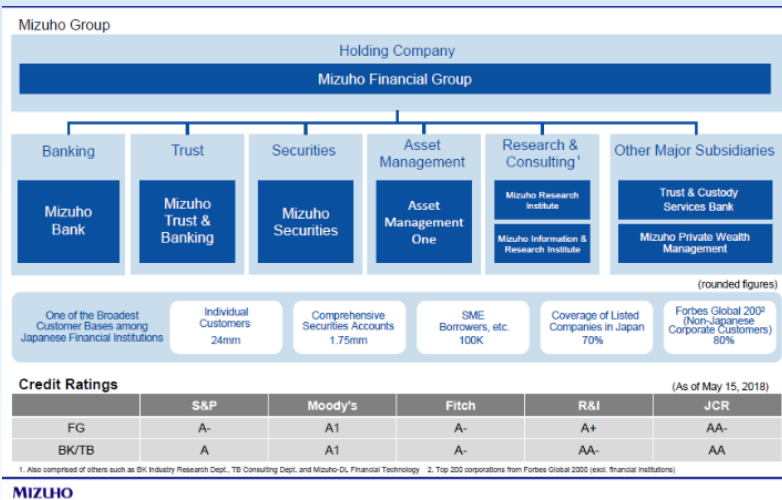 Mizuho Group
Holding Company
Mizuho Financial Group
Banking
Mizuho
Bank
Trust
Mizuho
Trust &
Banking
Securities
Mizuho
Securities
Asset
Management
Asset
Management
One
Research &
Consulting¹
Mizuho Research
Institute
Mizuho Information &
Research Institute
Other Major Subsidiaries
Trust & Custody
Services Bank
Mizuho Private Wealth
Management
(rounded figures)
One of the Broadest
Customer Bases among
Japanese Financial Institutions
Individual
Customers
24mm
Comprehensive
Securities Accounts
1.75mm
SME
Borrowers, etc.
100K
Coverage of Listed
Companies in Japan
70%
Forbes Global 200²
(Non-Japanese
Corporate Customers)
80%
Credit Ratings
(As of May 15, 2018)
S&P Moody's Fitch R&I JCR
FG A- A1 A- A+ AA-
BK/TB A A1 A- AA- AA
1. Also comprised of others such as BK Industry Research Dept., TB Consulting Dept. and Mizuho-DL Financial Technology 2. Top 200 corporations from Forbes Global 2000 (excl. financial institutions)
MIZUHO